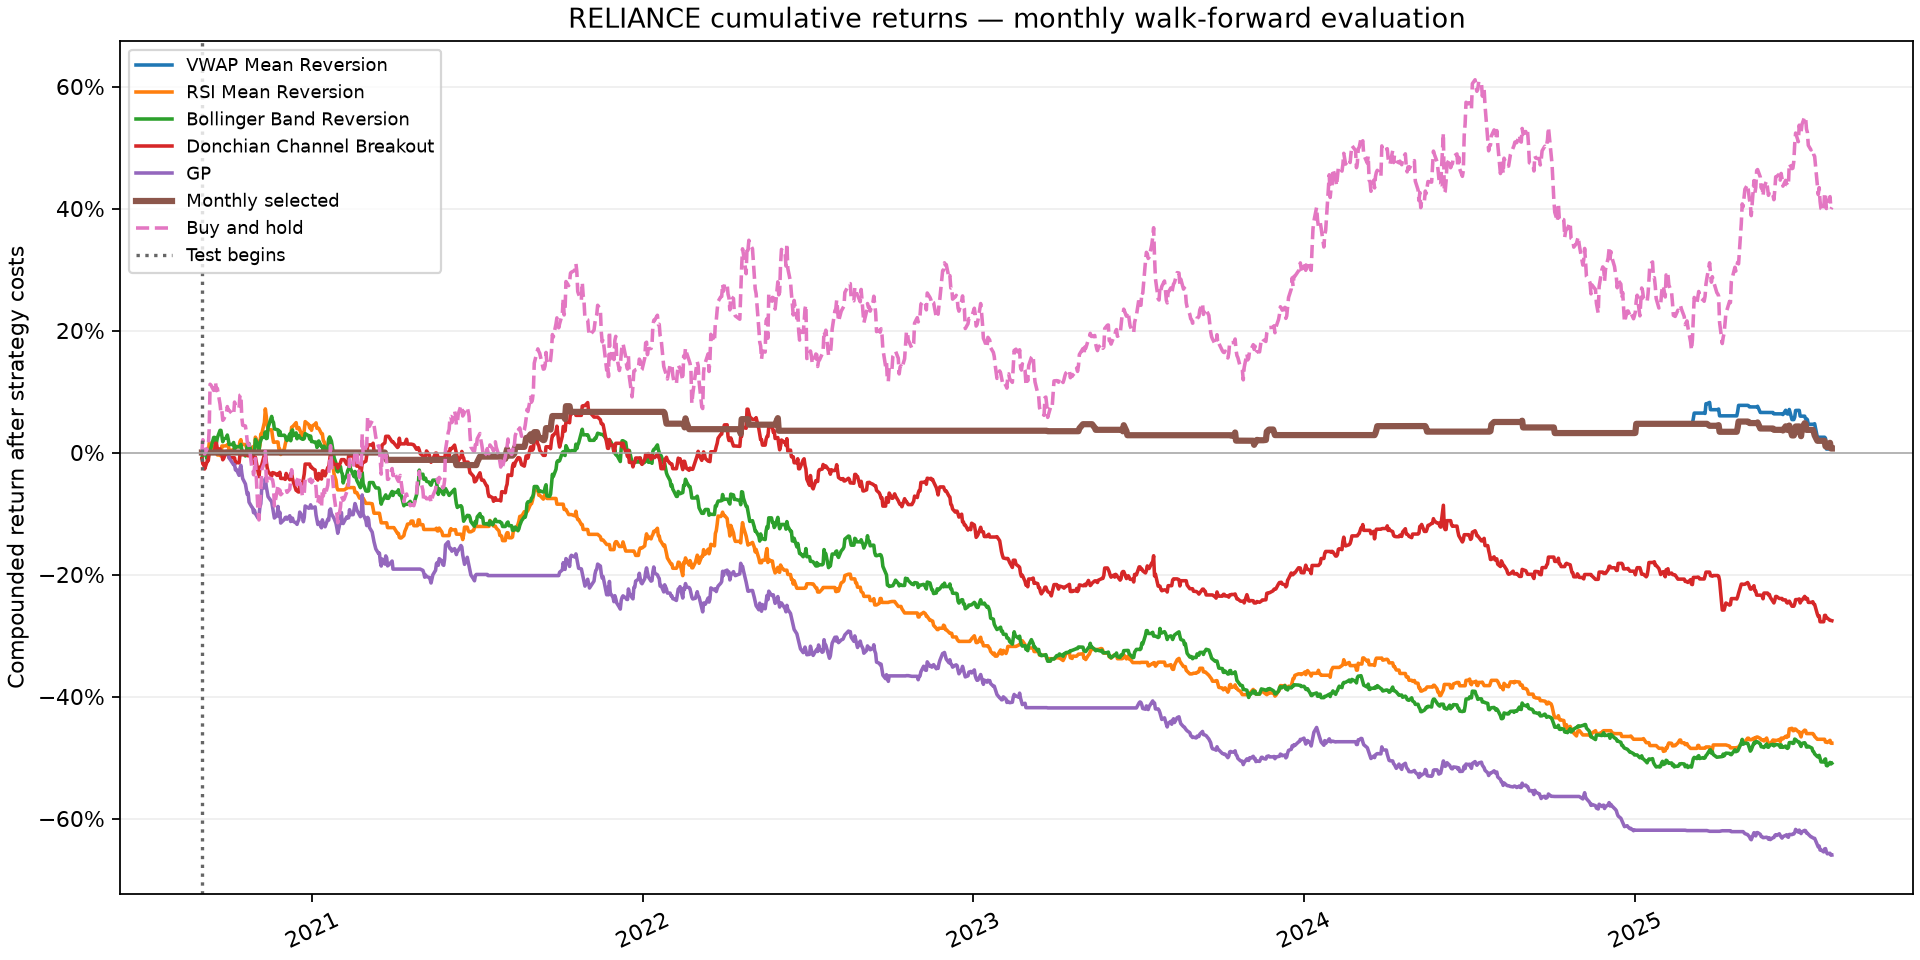 RELIANCE cumulative returns — monthly walk-forward evaluation
VWAP Mean Reversion
RSI Mean Reversion
Bollinger Band Reversion
Donchian Channel Breakout
GP
Monthly selected
Buy and hold
Test begins
Compounded return after strategy costs
60%
40%
20%
0%
−20%
−40%
−60%
2021
2022
2023
2024
2025